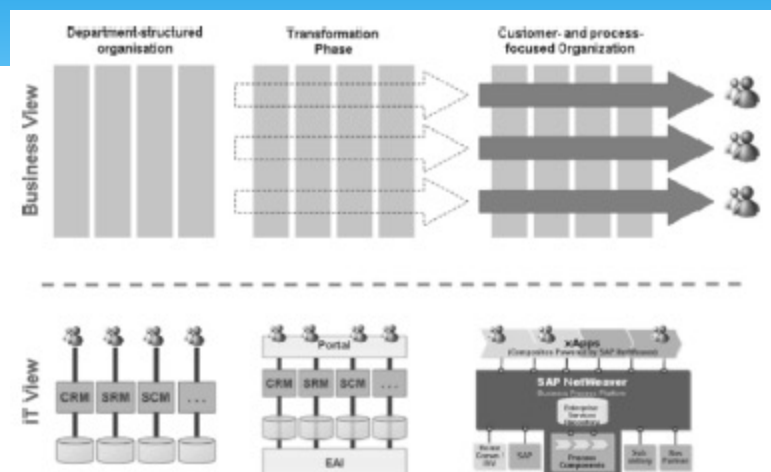 Department-structured
organisation
Transformation
Phase
Customer- and process-
focused Organization
Business View
IT View
CRM
SRM
SCM
...
Portal
CRM
SRM
SCM
...
EAI
xApps
(Composites Powered by SAP NetWeaver)
SAP NetWeaver
Business Process Platform
Enterprise
Services
Repository
SAP
Process
Components